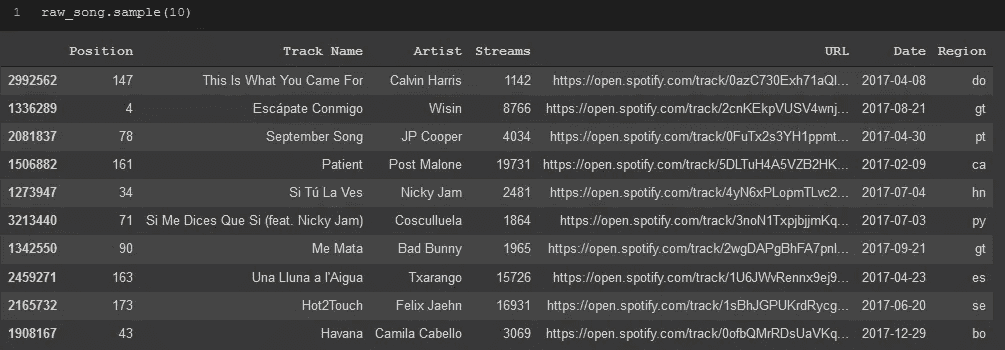 1 raw_song.sample(10)
Position Track Name Artist Streams URL Date Region
2992562 147 This Is What You Came For Calvin Harris 1142 https://open.spotify.com/track/0azC730Exh71aQl... 2017-04-08 do
1336289 4 Escápate Conmigo Wisin 8766 https://open.spotify.com/track/2cnKEkpVUSV4wnj... 2017-08-21 gt
2081837 78 September Song JP Cooper 4034 https://open.spotify.com/track/0FuTx2s3YH1ppmt... 2017-04-30 pt
1506882 161 Patient Post Malone 19731 https://open.spotify.com/track/5DLTuH4A5VZB2HK... 2017-02-09 ca
1273947 34 Si Tú La Ves Nicky Jam 2481 https://open.spotify.com/track/4yN6xPLopmTLvc2... 2017-07-04 hn
3213440 71 Si Me Dices Que Si (feat. Nicky Jam) Cosculluela 1864 https://open.spotify.com/track/3noN1TxpjbjjmKq... 2017-07-03 py
1342550 90 Me Mata Bad Bunny 1965 https://open.spotify.com/track/2wgDAPgBhFA7pnl... 2017-09-21 gt
2459271 163 Una Lluna a l'Aigua Txarango 15726 https://open.spotify.com/track/1U6JWvRennx9ej9... 2017-04-23 es
2165732 173 Hot2Touch Felix Jaehn 16931 https://open.spotify.com/track/1sBhJGPUKrdRycg... 2017-06-20 se
1908167 43 Havana Camila Cabello 3069 https://open.spotify.com/track/0ofbQMrRDsUaVKq... 2017-12-29 bo